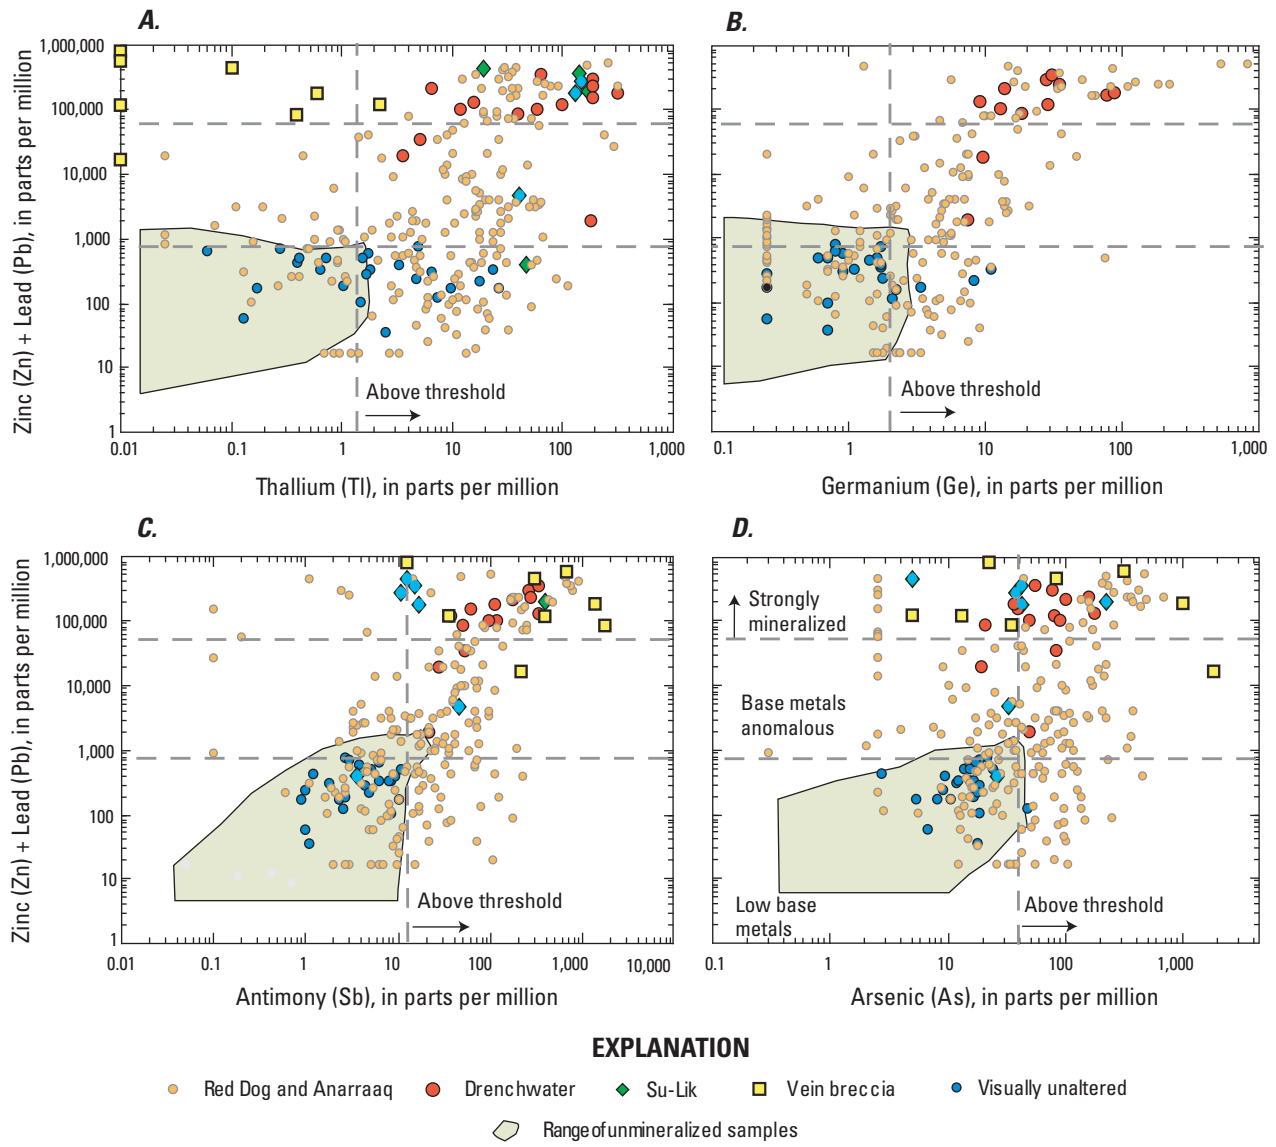 A.
B.
1,000,000
100,000
10,000
1,000
100
10
1
Zinc (Zn) + Lead (Pb), in parts per million
Above threshold
Above threshold
0.01 0.1 1 10 100 1,000
0.1 1 10 100 1,000
Thallium (Tl), in parts per million
Germanium (Ge), in parts per million
C.
D.
1,000,000
100,000
10,000
1,000
100
10
1
Zinc (Zn) + Lead (Pb), in parts per million
Strongly
mineralized
Base metals
anomalous
Low base
metals
Above threshold
Above threshold
0.01 0.1 1 10 100 1,000 10,000
0.1 1 10 100 1,000
Antimony (Sb), in parts per million
Arsenic (As), in parts per million
EXPLANATION
Red Dog and Anarraaq
Drenchwater
Su-Lik
Vein breccia
Visually unaltered
Range of unmineralized samples